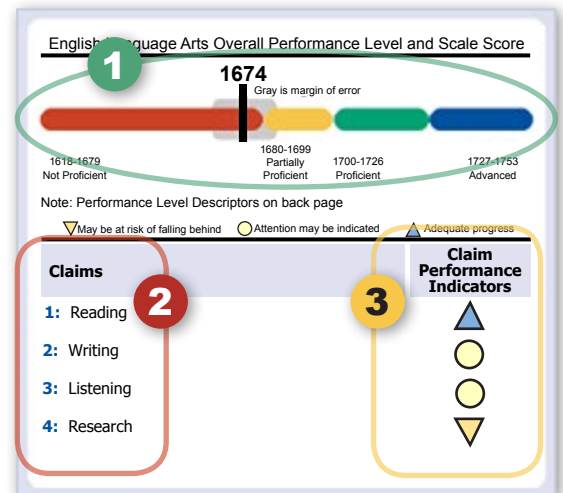 English Language Arts Overall Performance Level and Scale Score
1
1674
Gray is margin of error
1618-1679
Not Proficient
1680-1699
Partially
Proficient
1700-1726
Proficient
1727-1753
Advanced
Note: Performance Level Descriptors on back page
May be at risk of falling behind Attention may be indicated Adequate progress
Claims
Claim
Performance
Indicators
2
3
1: Reading
2: Writing
3: Listening
4: Research